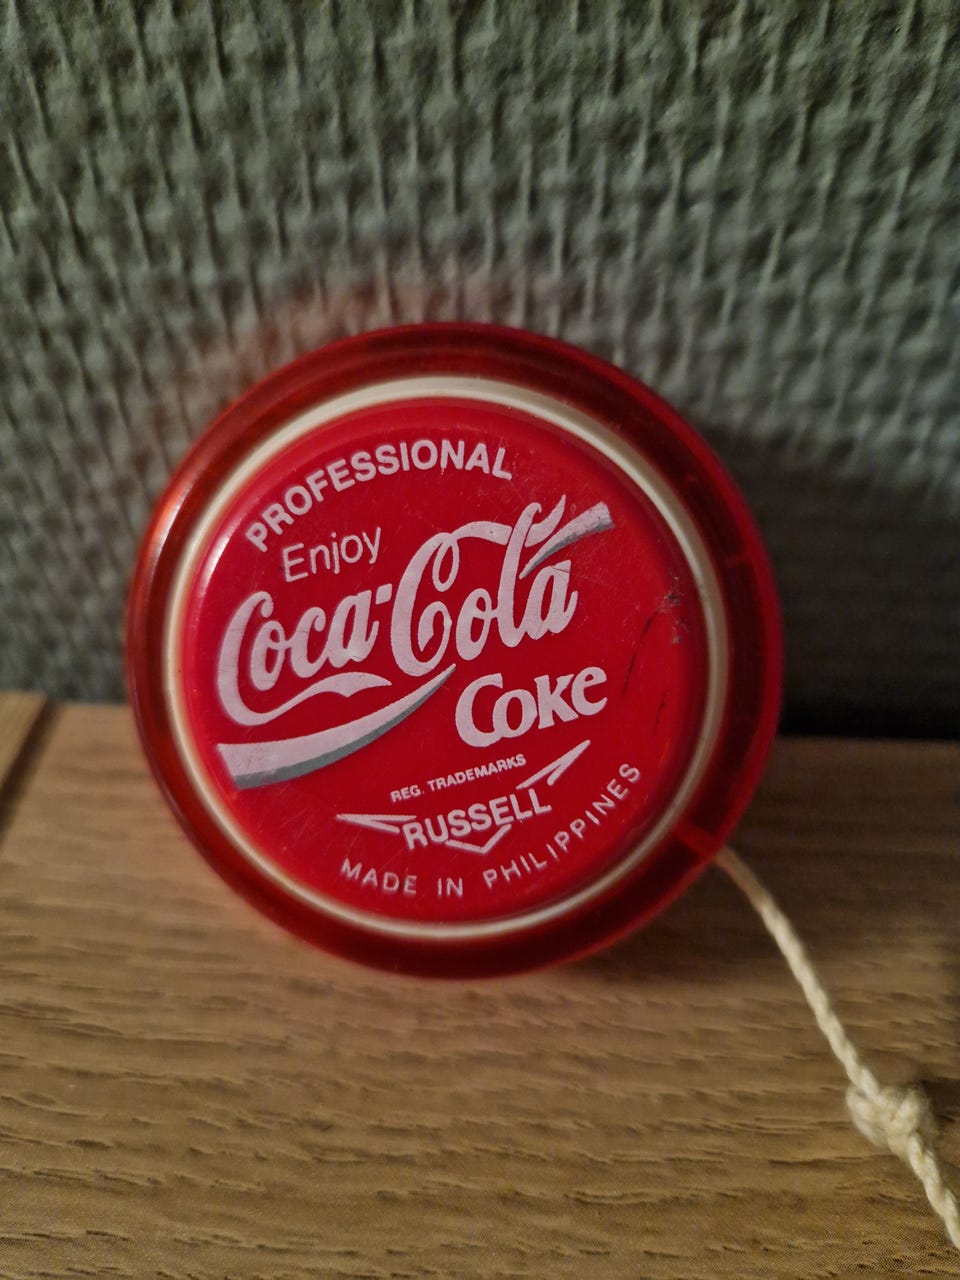 PROFESSIONAL
Enjoy
Coca-Cola
Coke
REG. TRADEMARKS
RUSSELL
MADE IN PHILIPPINES